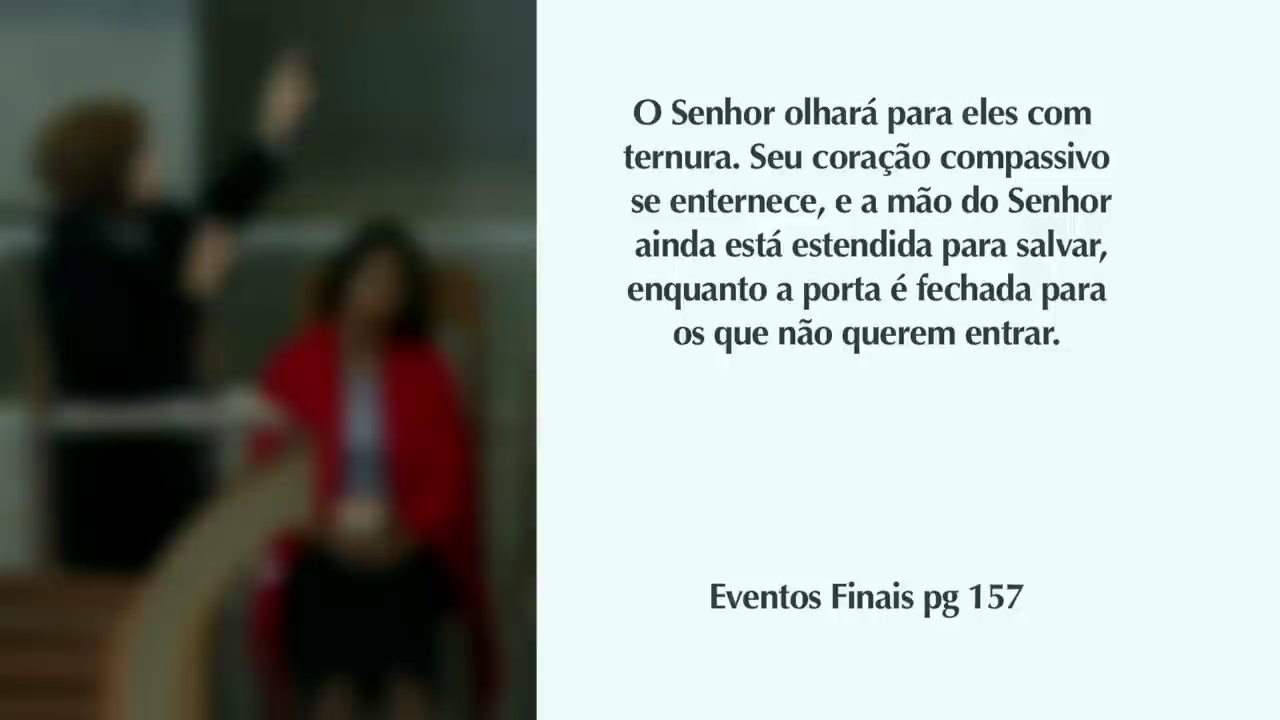 O Senhor olhará para eles com
ternura. Seu coração compassivo
se enternece, e a mão do Senhor
ainda está estendida para salvar,
enquanto a porta é fechada para
os que não querem entrar.
Eventos Finais pg 157